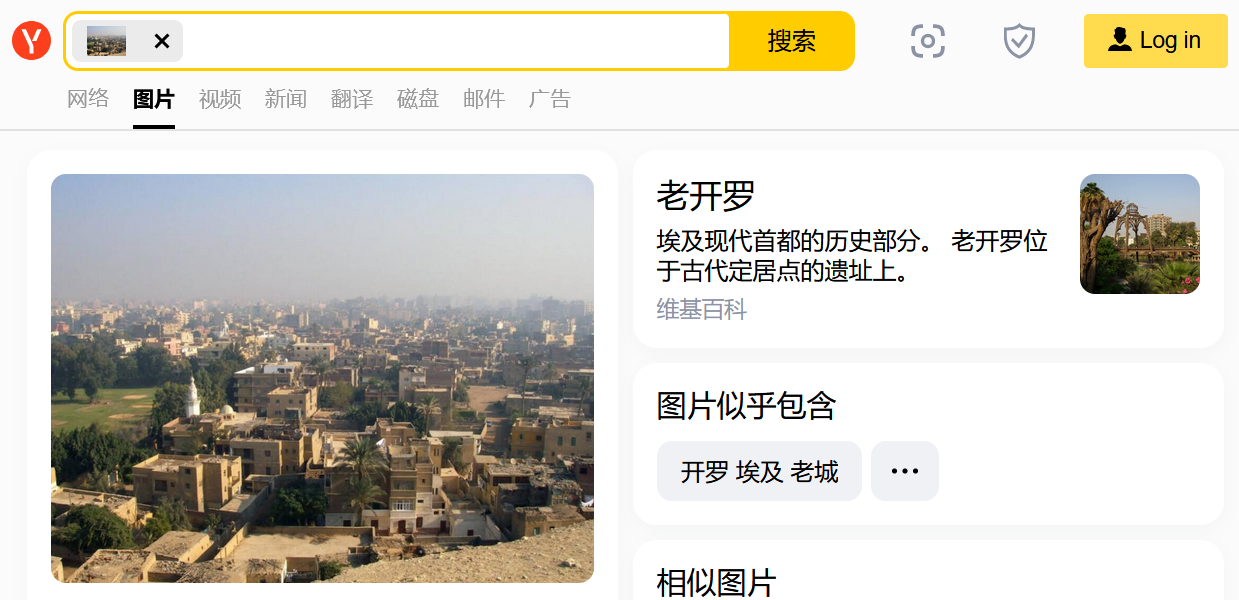 Y
搜索
Log in
网络 图片 视频 新闻 翻译 磁盘 邮件 广告
老开罗
埃及现代首都的历史部分。 老开罗位
于古代定居点的遗址上。
维基百科
图片似乎包含
开罗 埃及 老城
相似图片